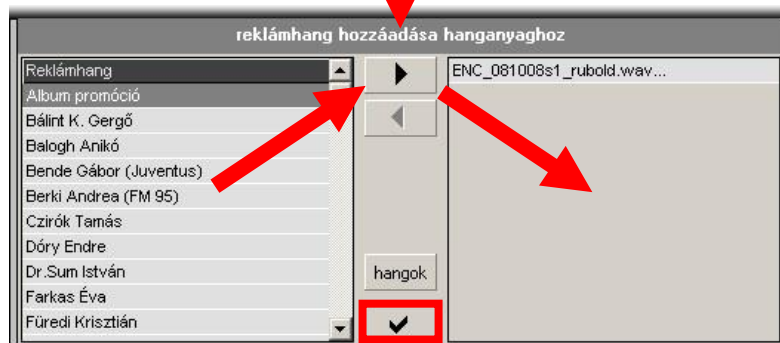 reklámhang hozzáadása hanganyaghoz
Reklámhang
Album promóció
Bálint K. Gergő
Balogh Anikó
Bende Gábor (Juventus)
Berki Andrea (FM 95)
Czirók Tamás
Dóry Endre
Dr.Sum István
Farkas Éva
Füredi Krisztián
hangok
ENC_081008s1_rubold.wav...